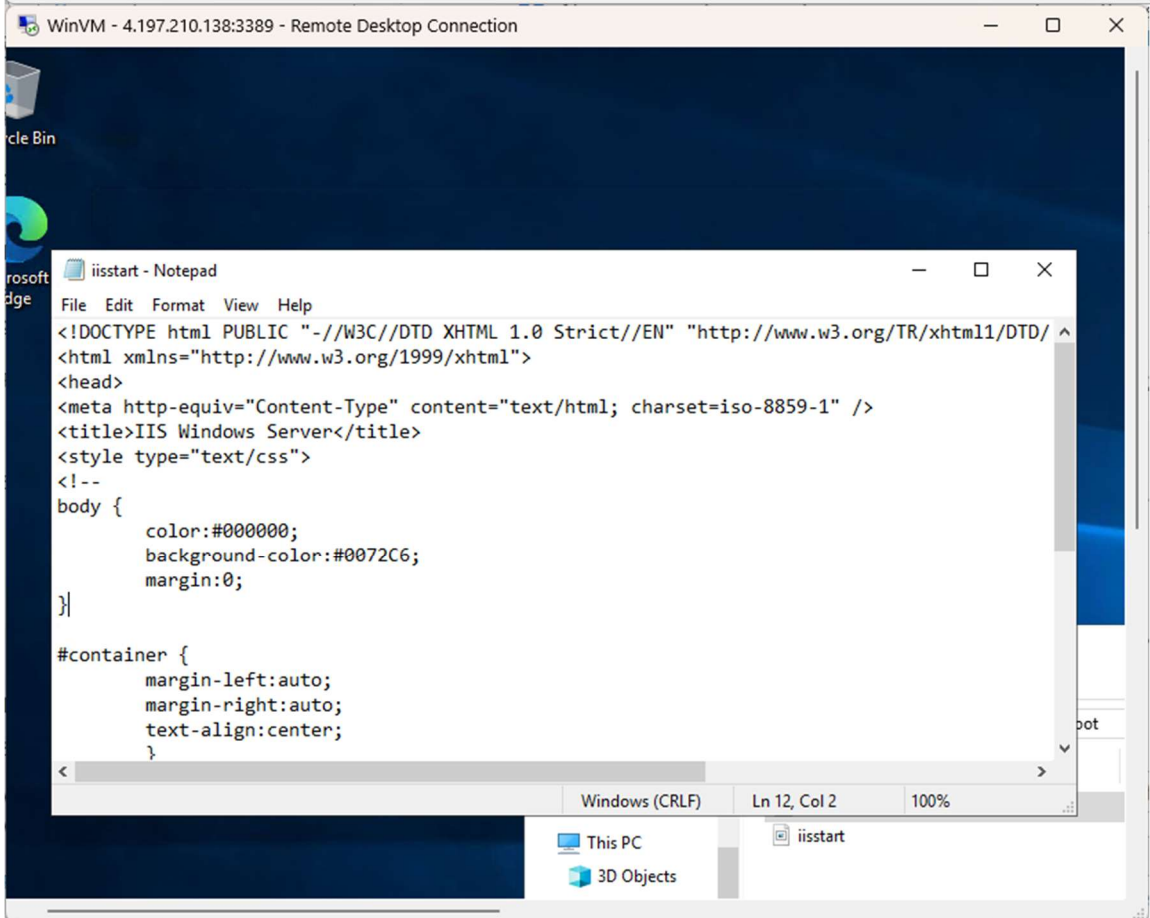 WinVM - 4.197.210.138:3389 - Remote Desktop Connection
cle Bin
rosoft
dge
iisstart - Notepad
File Edit Format View Help
<!DOCTYPE html PUBLIC "-//W3C//DTD XHTML 1.0 Strict//EN" "http://www.w3.org/TR/xhtml1/DTD/
<html xmlns="http://www.w3.org/1999/xhtml">
<head>
<meta http-equiv="Content-Type" content="text/html; charset=iso-8859-1" />
<title>IIS Windows Server</title>
<style type="text/css">
<!--
body {
color:#000000;
background-color:#0072C6;
margin:0;
}
#container {
margin-left:auto;
margin-right:auto;
text-align:center;
}
Windows (CRLF) Ln 12, Col 2 100%
oot
This PC
3D Objects
iisstart